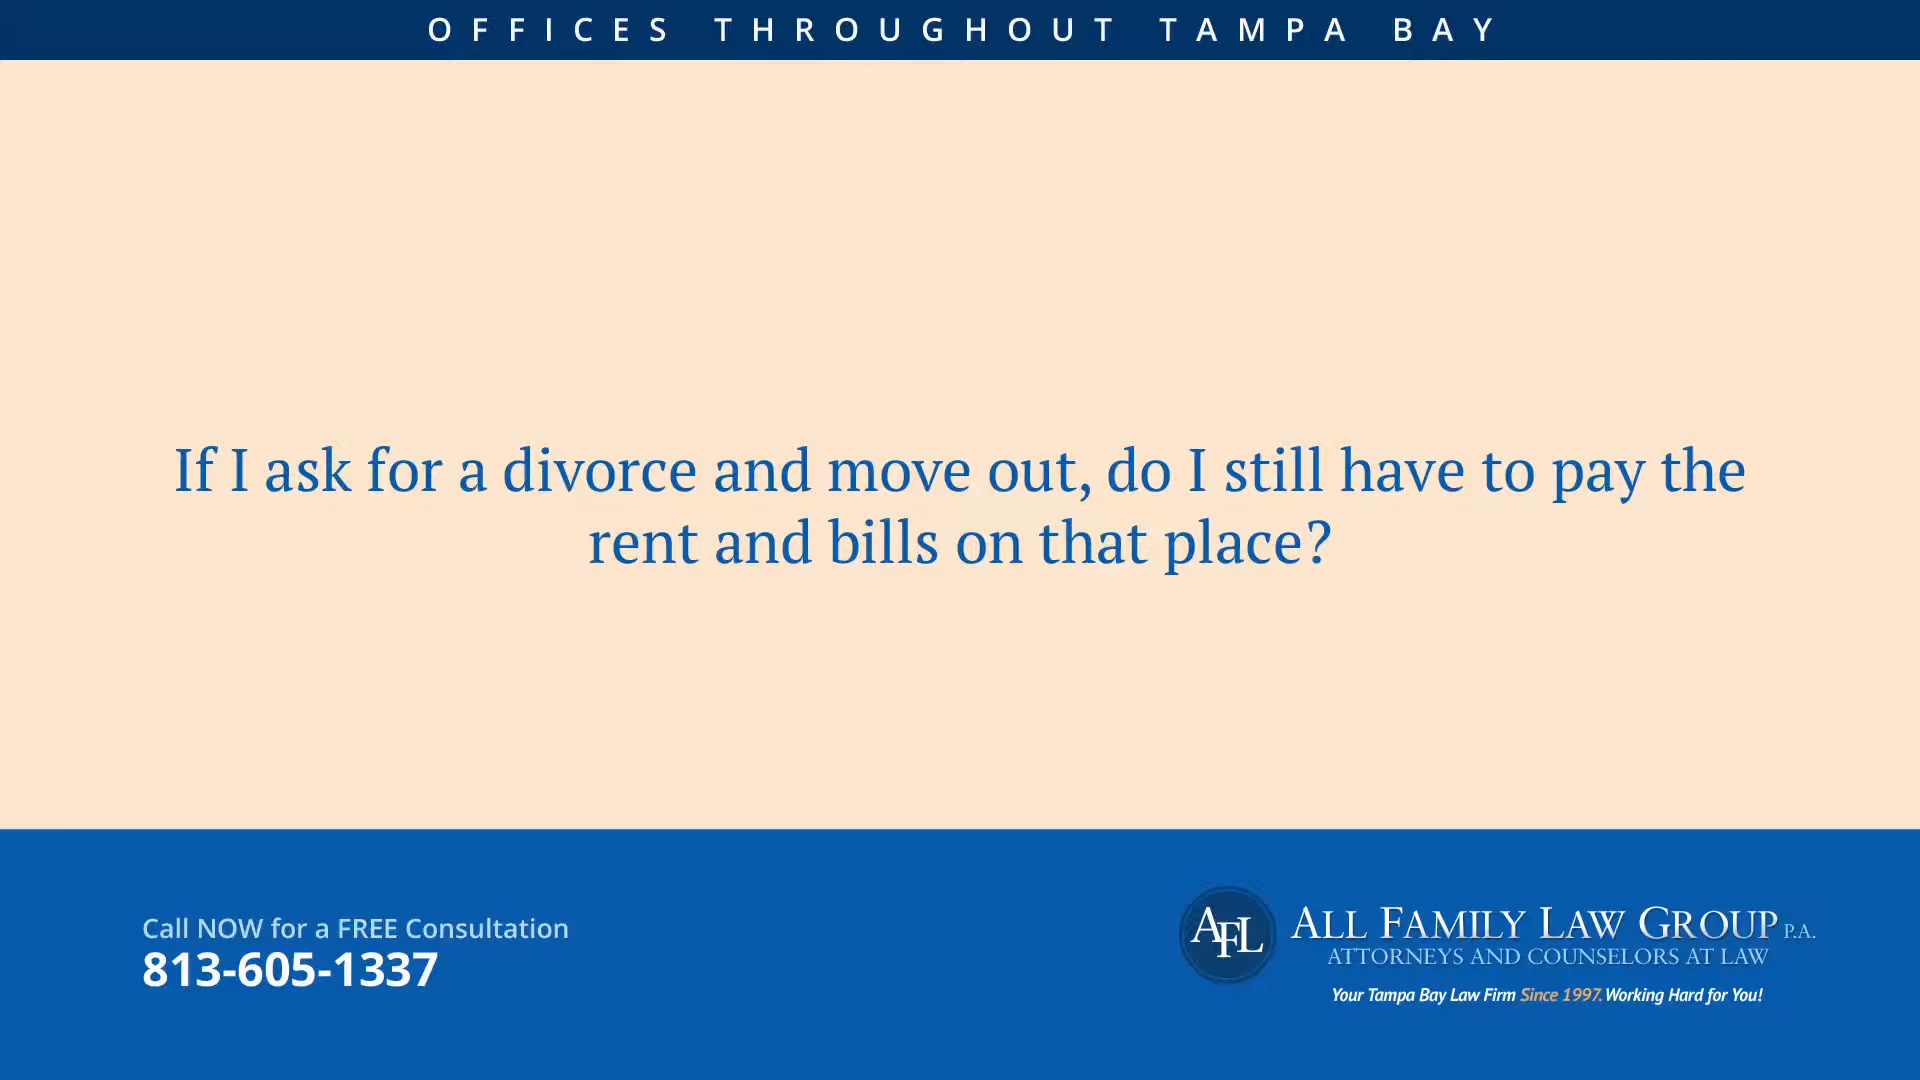 OFFICES THROUGHOUT TAMPA BAY
If I ask for a divorce and move out, do I still have to pay the
rent and bills on that place?
Call NOW for a FREE Consultation
813-605-1337
AFL
ALL FAMILY LAW GROUP P.A.
ATTORNEYS AND COUNSELORS AT LAW
Your Tampa Bay Law Firm Since 1997. Working Hard for You!